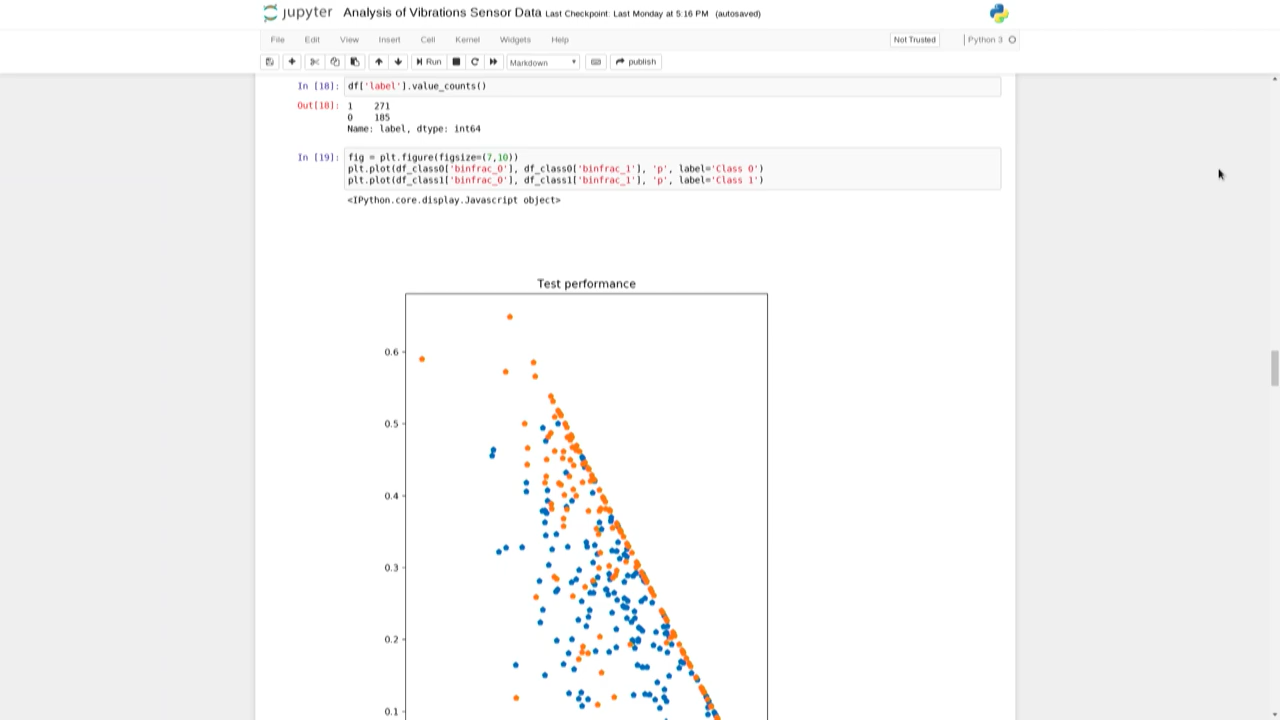 jupyter Analysis of Vibrations Sensor Data Last Checkpoint: Last Monday at 5:16 PM (autosaved)
File Edit View Insert Cell Kernel Widgets Help Not Trusted Python 3
Run Markdown publish
In [18]: df['label'].value_counts()
Out[18]: 1 271
0 185
Name: label, dtype: int64
In [19]: fig = plt.figure(figsize=(7,10))
plt.plot(df_class0['binfrac_0'], df_class0['binfrac_1'], 'p', label='Class 0')
plt.plot(df_class1['binfrac_0'], df_class1['binfrac_1'], 'p', label='Class 1')
<IPython.core.display.Javascript object>
Test performance
0.6
0.5
0.4
0.3
0.2
0.1